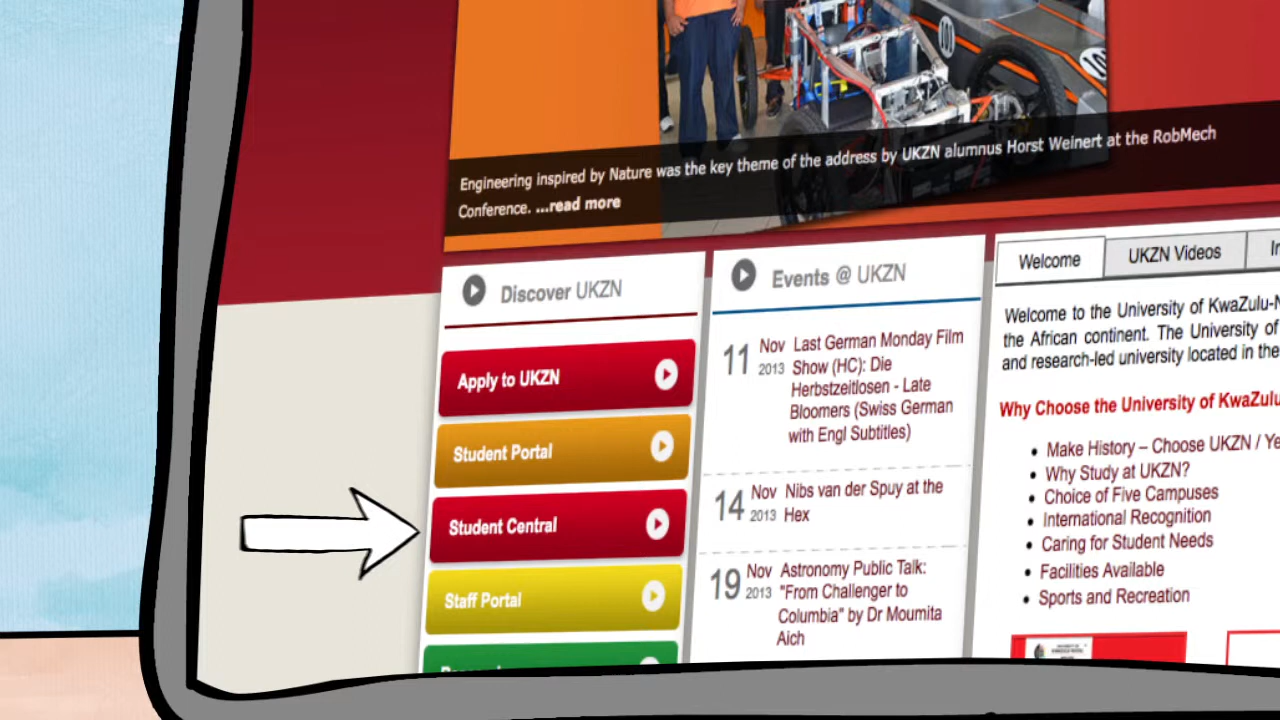 101
101
Engineering inspired by Nature was the key theme of the address by UKZN alumnus Horst Weinert at the RobMech
Conference. ...read more
Discover UKZN
Apply to UKZN
Student Portal
Student Central
Staff Portal
Events @ UKZN
11 Nov 2013 Last German Monday Film
Show (HC): Die
Herbstzeitlosen - Late
Bloomers (Swiss German
with Engl Subtitles)
14 Nov 2013 Nibs van der Spuy at the
Hex
19 Nov 2013 Astronomy Public Talk:
"From Challenger to
Columbia" by Dr Moumita
Aich
Welcome
UKZN Videos
Welcome to the University of KwaZulu-N
the African continent. The University of
and research-led university located in the
Why Choose the University of KwaZulu
• Make History – Choose UKZN / Ye
• Why Study at UKZN?
• Choice of Five Campuses
• International Recognition
• Caring for Student Needs
• Facilities Available
• Sports and Recreation